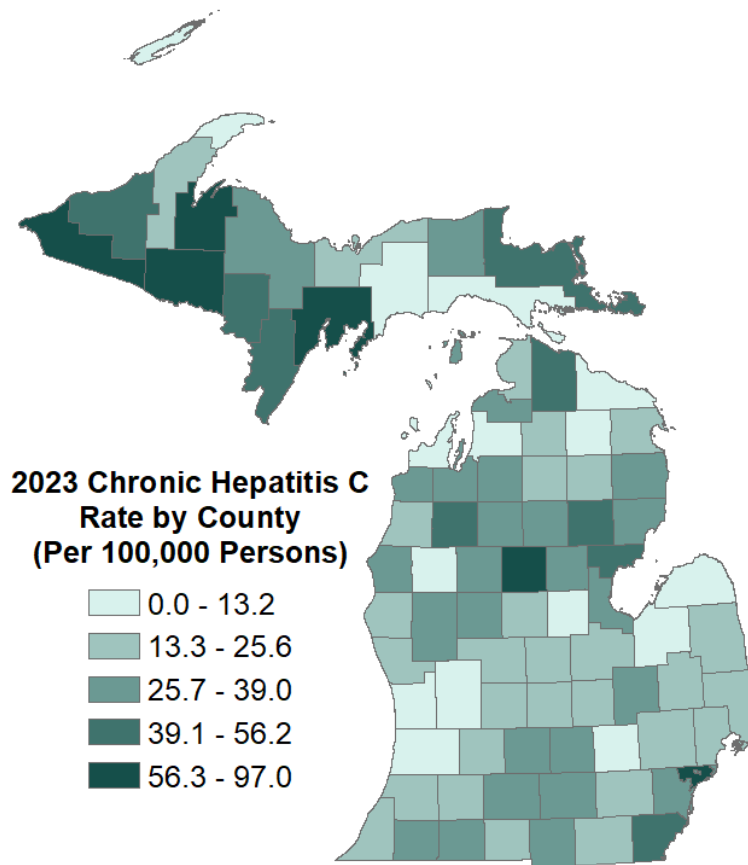 2023 Chronic Hepatitis C
Rate by County
(Per 100,000 Persons)
0.0 - 13.2
13.3 - 25.6
25.7 - 39.0
39.1 - 56.2
56.3 - 97.0